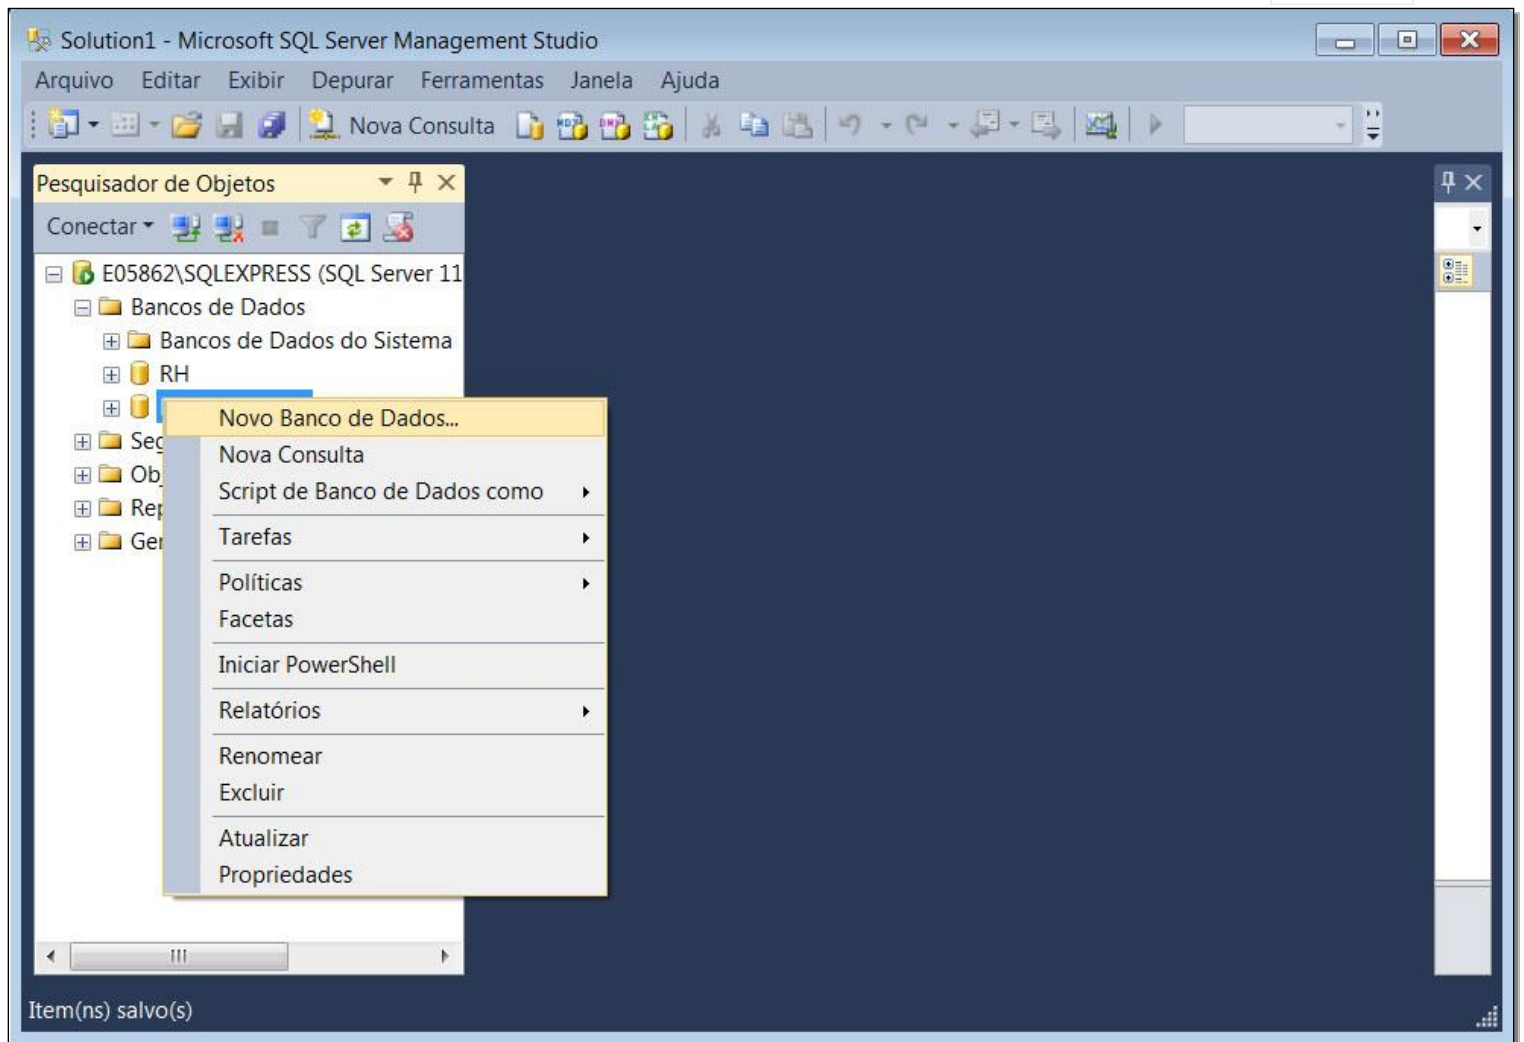 Solution1 - Microsoft SQL Server Management Studio
Arquivo Editar Exibir Depurar Ferramentas Janela Ajuda
Nova Consulta
Pesquisador de Objetos
Conectar
E05862\SQLEXPRESS (SQL Server 11
Bancos de Dados
Bancos de Dados do Sistema
RH
Novo Banco de Dados...
Nova Consulta
Script de Banco de Dados como
Tarefas
Políticas
Facetas
Iniciar PowerShell
Relatórios
Renomear
Excluir
Atualizar
Propriedades
Item(ns) salvo(s)